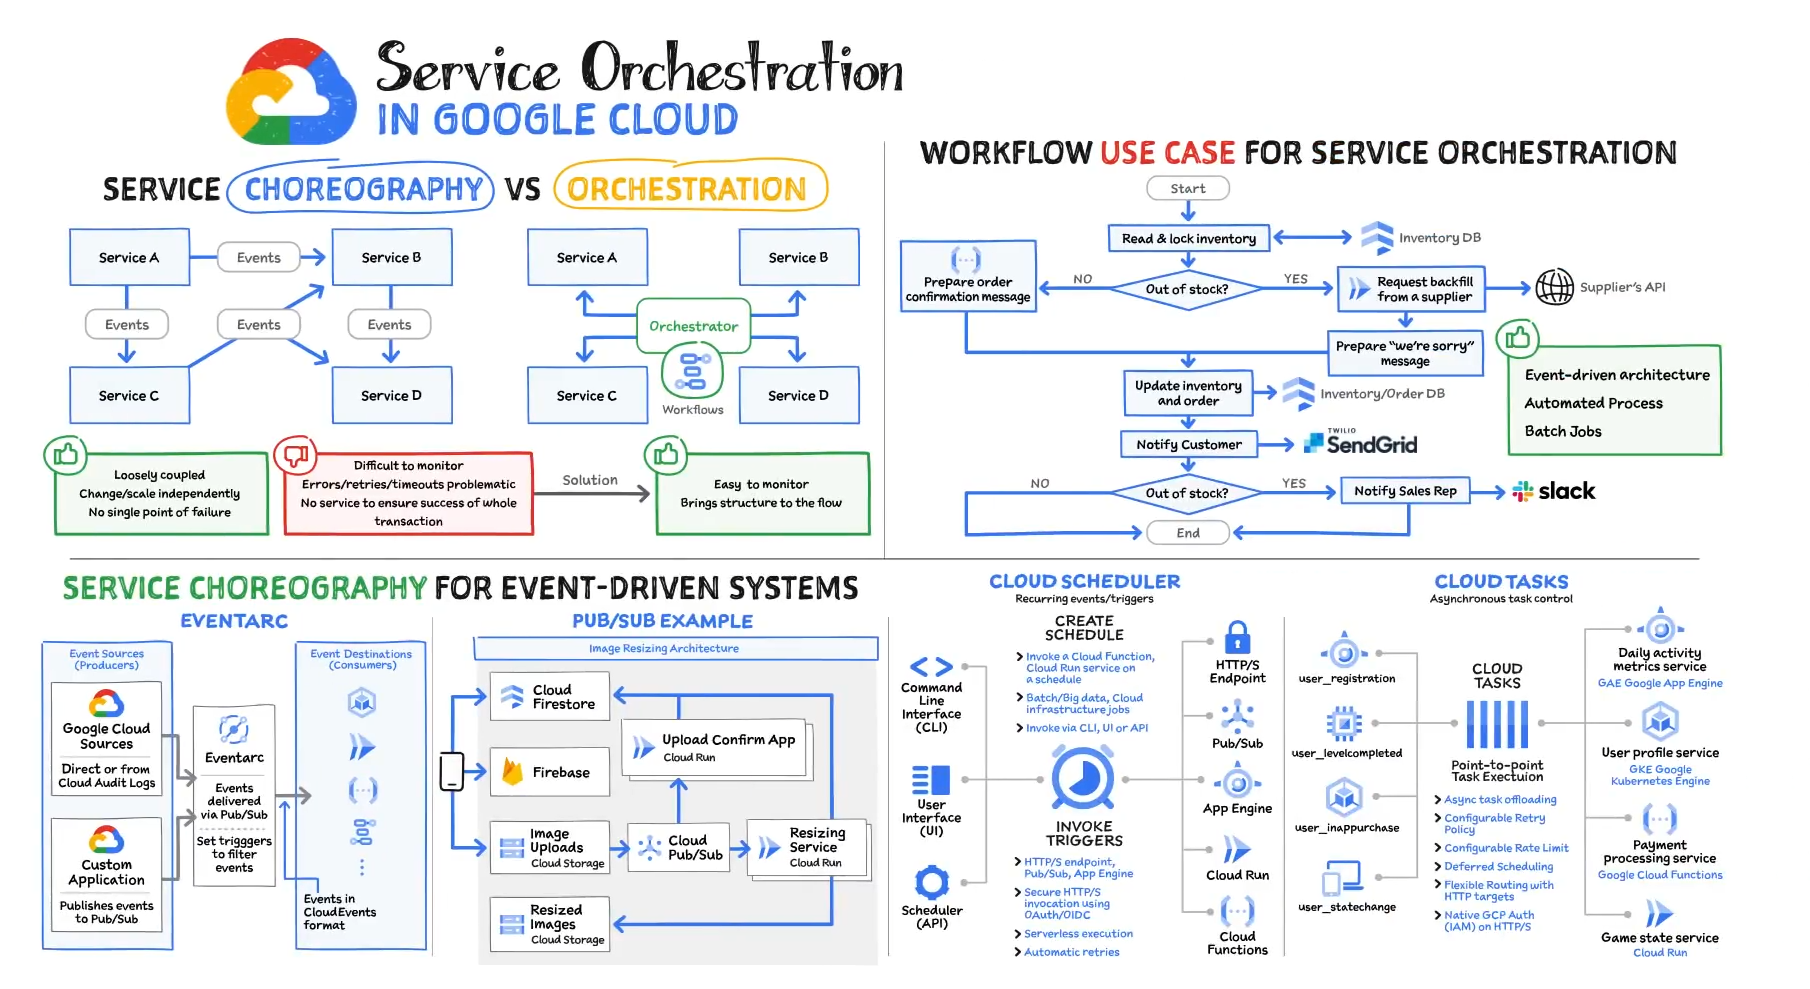 Service Orchestration
IN GOOGLE CLOUD
SERVICE CHOREOGRAPHY VS ORCHESTRATION
Service A
Events
Service B
Events
Events
Events
Service C
Service D
Service A
Service B
Orchestrator
Service C
Workflows
Service D
Loosely coupled
Change/scale independently
No single point of failure
Difficult to monitor
Errors/retries/timeouts problematic
No service to ensure success of whole
transaction
Solution
Easy to monitor
Brings structure to the flow
WORKFLOW USE CASE FOR SERVICE ORCHESTRATION
Start
Read & lock inventory
Inventory DB
Prepare order
confirmation message
NO
Out of stock?
YES
Request backfill
from a supplier
Supplier's API
Prepare "we're sorry"
message
Update inventory
and order
Inventory/Order DB
Notify Customer
TWILIO
SendGrid
NO
Out of stock?
YES
Notify Sales Rep
slack
End
Event-driven architecture
Automated Process
Batch Jobs
SERVICE CHOREOGRAPHY FOR EVENT-DRIVEN SYSTEMS
EVENTARC
Event Sources
(Producers)
Google Cloud
Sources
Direct or from
Cloud Audit Logs
Custom
Application
Publishes events
to Pub/Sub
Eventarc
Events
delivered
via Pub/Sub
Set trigggers
to filter
events
Event Destinations
(Consumers)
Events in
CloudEvents
format
PUB/SUB EXAMPLE
Image Resizing Architecture
Cloud
Firestore
Upload Confirm App
Cloud Run
Firebase
Image
Uploads
Cloud Storage
Cloud
Pub/Sub
Resizing
Service
Cloud Run
Resized
Images
Cloud Storage
CLOUD SCHEDULER
Recurring events/triggers
Command
Line
Interface
(CLI)
User
Interface
(UI)
Scheduler
(API)
CREATE
SCHEDULE
Invoke a Cloud Function,
Cloud Run service on
a schedule
Batch/Big data, Cloud
infrastructure jobs
Invoke via CLI, UI or API
INVOKE
TRIGGERS
HTTP/S endpoint,
Pub/Sub, App Engine
Secure HTTP/S
invocation using
OAuth/OIDC
Serverless execution
Automatic retries
HTTP/S
Endpoint
Pub/Sub
App Engine
Cloud Run
Cloud
Functions
CLOUD TASKS
Asynchronous task control
user_registration
user_levelcompleted
user_inappurchase
user_statechange
CLOUD
TASKS
Point-to-point
Task Exectuion
Async task offloading
Configurable Retry
Policy
Configurable Rate Limit
Deferred Scheduling
Flexible Routing with
HTTP targets
Native GCP Auth
(IAM) on HTTP/S
Daily activity
metrics service
GAE Google App Engine
User profile service
GKE Google
Kubernetes Engine
Payment
processing service
Google Cloud Functions
Game state service
Cloud Run